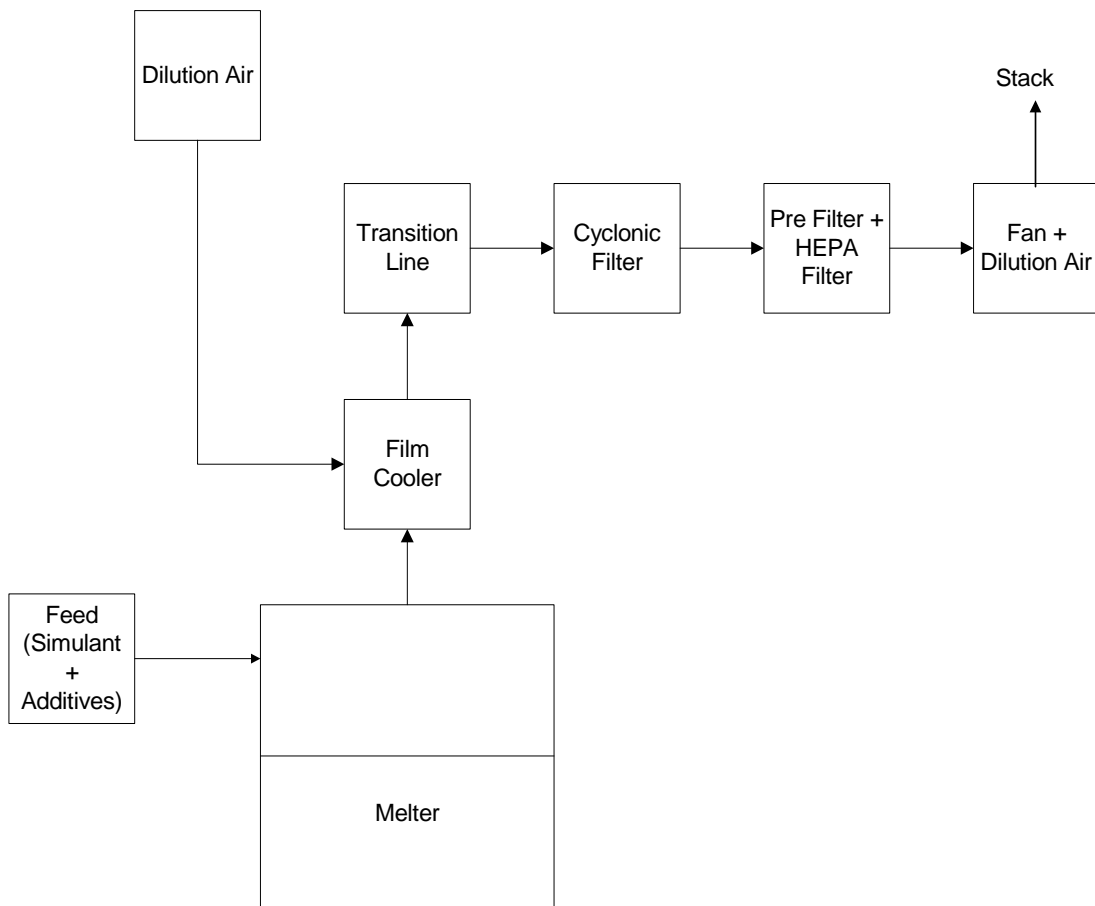 Dilution Air
Stack
Transition
Line
Cyclonic
Filter
Pre Filter +
HEPA
Filter
Fan +
Dilution Air
Film
Cooler
Feed
(Simulant
+
Additives)
Melter